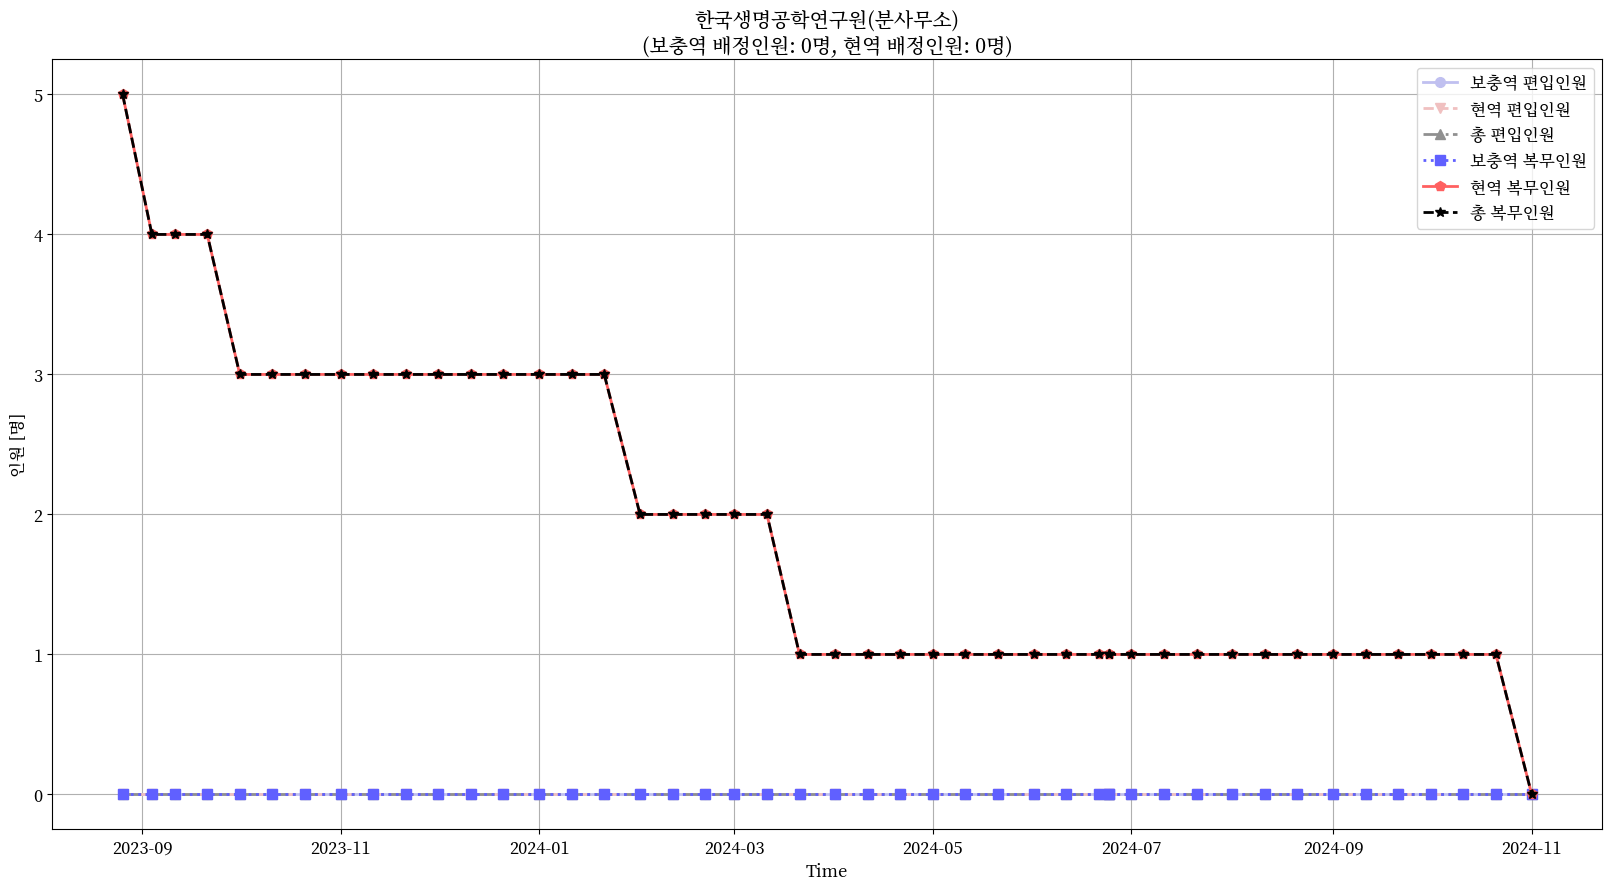 한국생명공학연구원(분사무소)
(보충역 배정인원: 0명, 현역 배정인원: 0명)
보충역 편입인원
현역 편입인원
총 편입인원
보충역 복무인원
현역 복무인원
총 복무인원
인원 [명]
5
4
3
2
1
0
2023-09 2023-11 2024-01 2024-03 2024-05 2024-07 2024-09 2024-11
Time